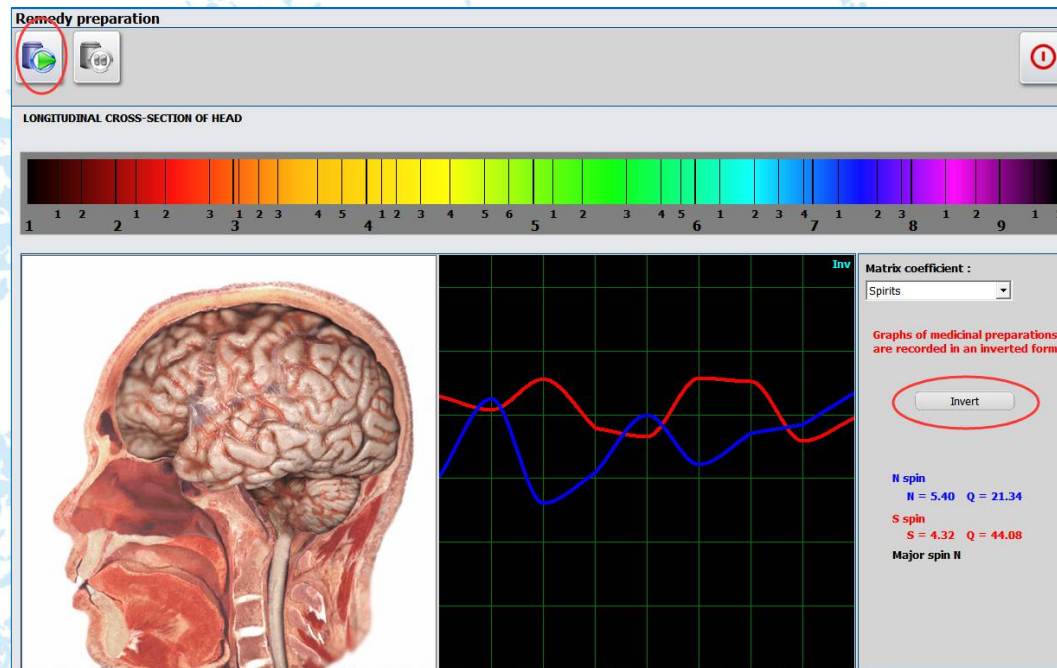 Remedy preparation
LONGITUDINAL CROSS-SECTION OF HEAD
1 2 1 2 3 1 2 3 4 5 1 2 3 4 5 6 1 2 3 4 5 1 2 3 4 1 2 3 1 2 1
1 2 3 4 5 6 7 8 9
Inv
Matrix coefficient :
Spirits
Graphs of medicinal preparations
are recorded in an inverted form
Invert
N spin
N = 5.40 Q = 21.34
S spin
S = 4.32 Q = 44.08
Major spin N